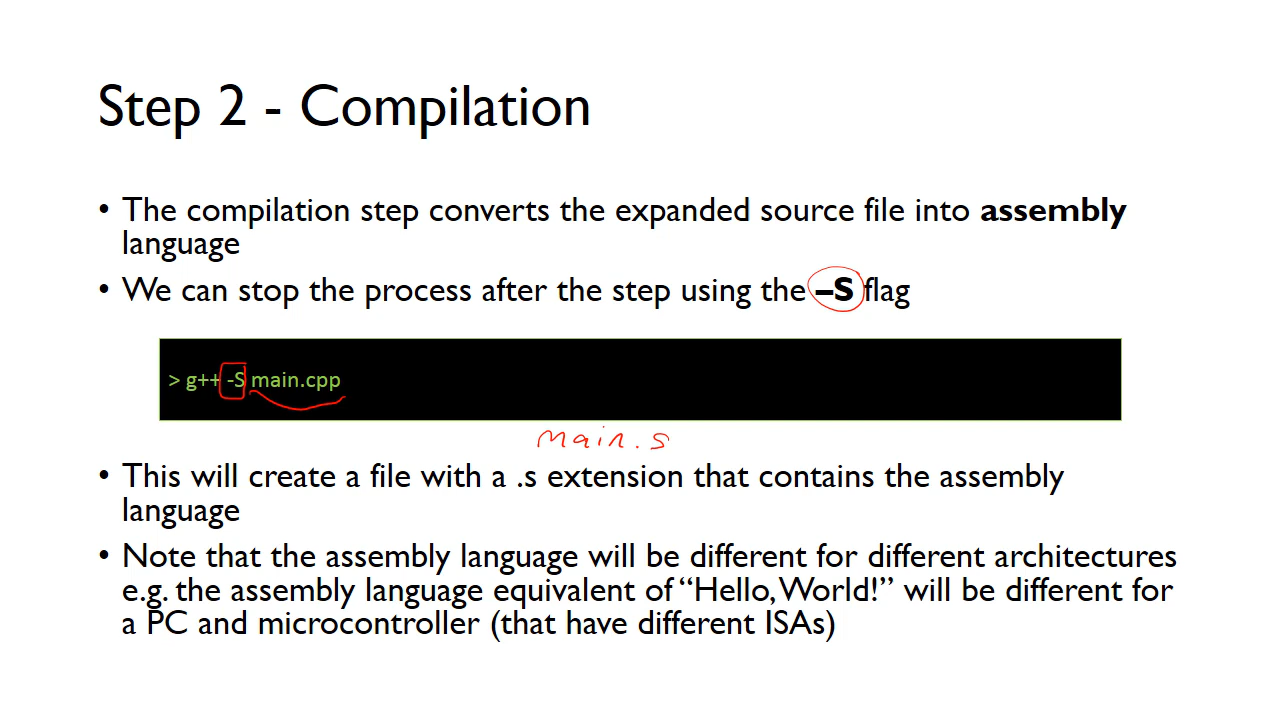 Step 2 - Compilation
• The compilation step converts the expanded source file into assembly
language
• We can stop the process after the step using the –S flag
> g++ -S main.cpp
main.s
• This will create a file with a .s extension that contains the assembly
language
• Note that the assembly language will be different for different architectures
e.g. the assembly language equivalent of “Hello, World!” will be different for
a PC and microcontroller (that have different ISAs)